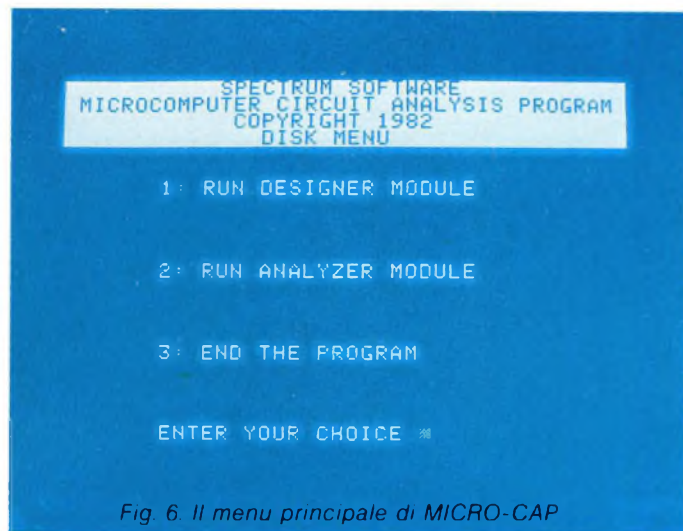 SPECTRUM SOFTWARE
MICROCOMPUTER CIRCUIT ANALYSIS PROGRAM
COPYRIGHT 1982
DISK MENU
1: RUN DESIGNER MODULE
2: RUN ANALYZER MODULE
3: END THE PROGRAM
ENTER YOUR CHOICE
Fig. 6. Il menu principale di MICRO-CAP